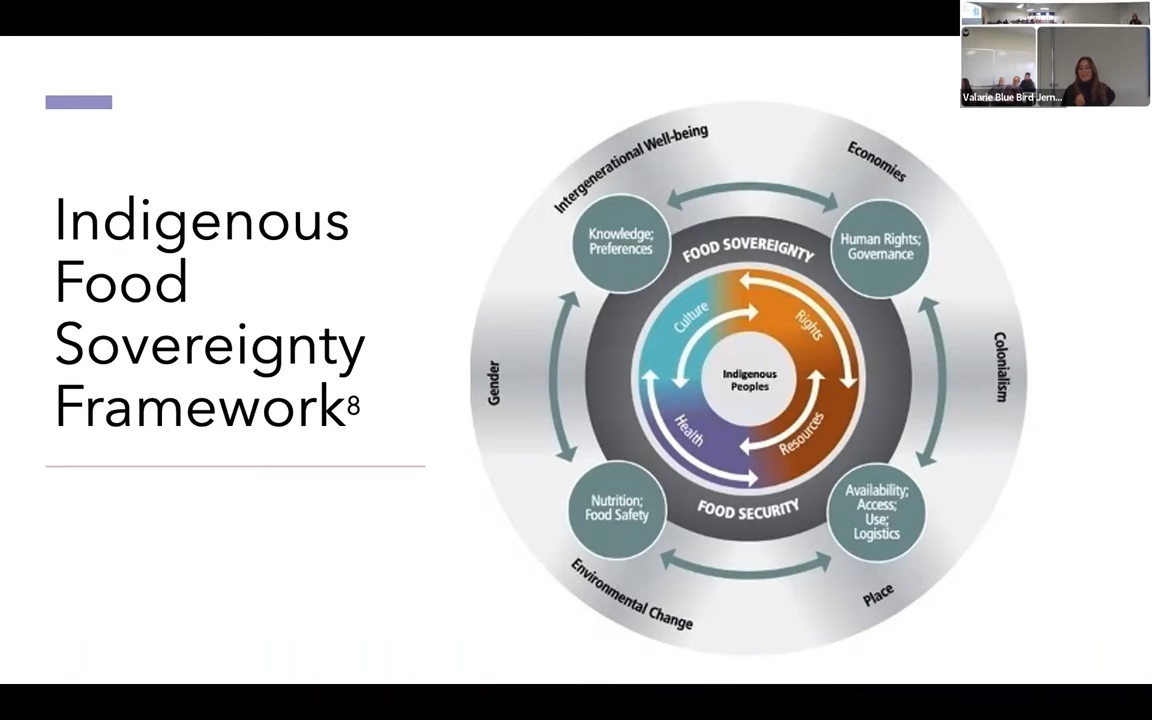 Valarie Blue Bird Jern...
Indigenous
Food
Sovereignty
Framework8
Intergenerational Well-being
Economies
Knowledge;
Preferences
Human Rights;
Governance
FOOD SOVEREIGNTY
Culture
Rights
Gender
Indigenous
Peoples
Colonialism
Health
Resources
Nutrition;
Food Safety
FOOD SECURITY
Availability;
Access;
Use;
Logistics
Environmental Change
Place